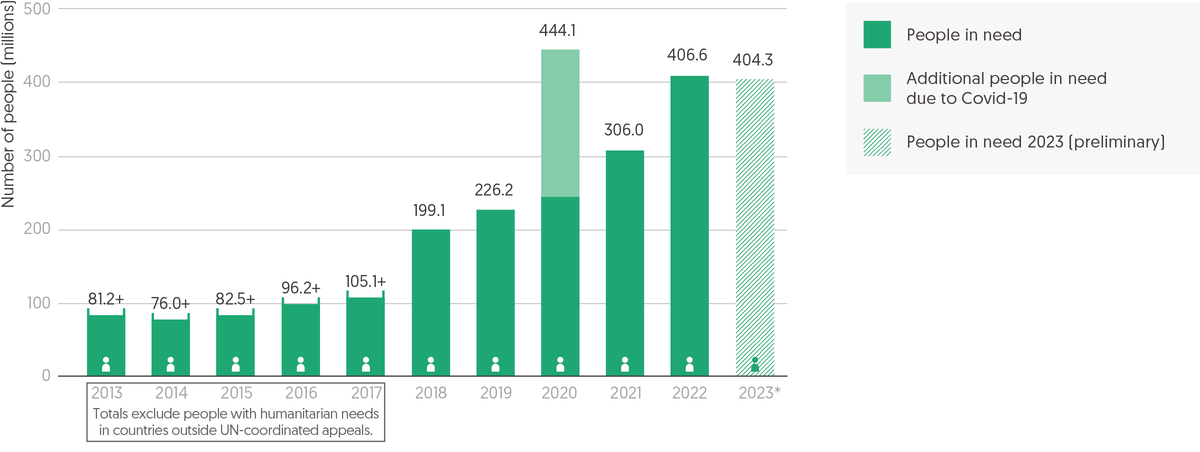 Number of people (millions)
500
400
300
200
100
0
81.2+
76.0+
82.5+
96.2+
105.1+
199.1
226.2
444.1
306.0
406.6
404.3
2013 2014 2015 2016 2017 2018 2019 2020 2021 2022 2023*
Totals exclude people with humanitarian needs
in countries outside UN-coordinated appeals.
People in need
Additional people in need
due to Covid-19
People in need 2023 (preliminary)